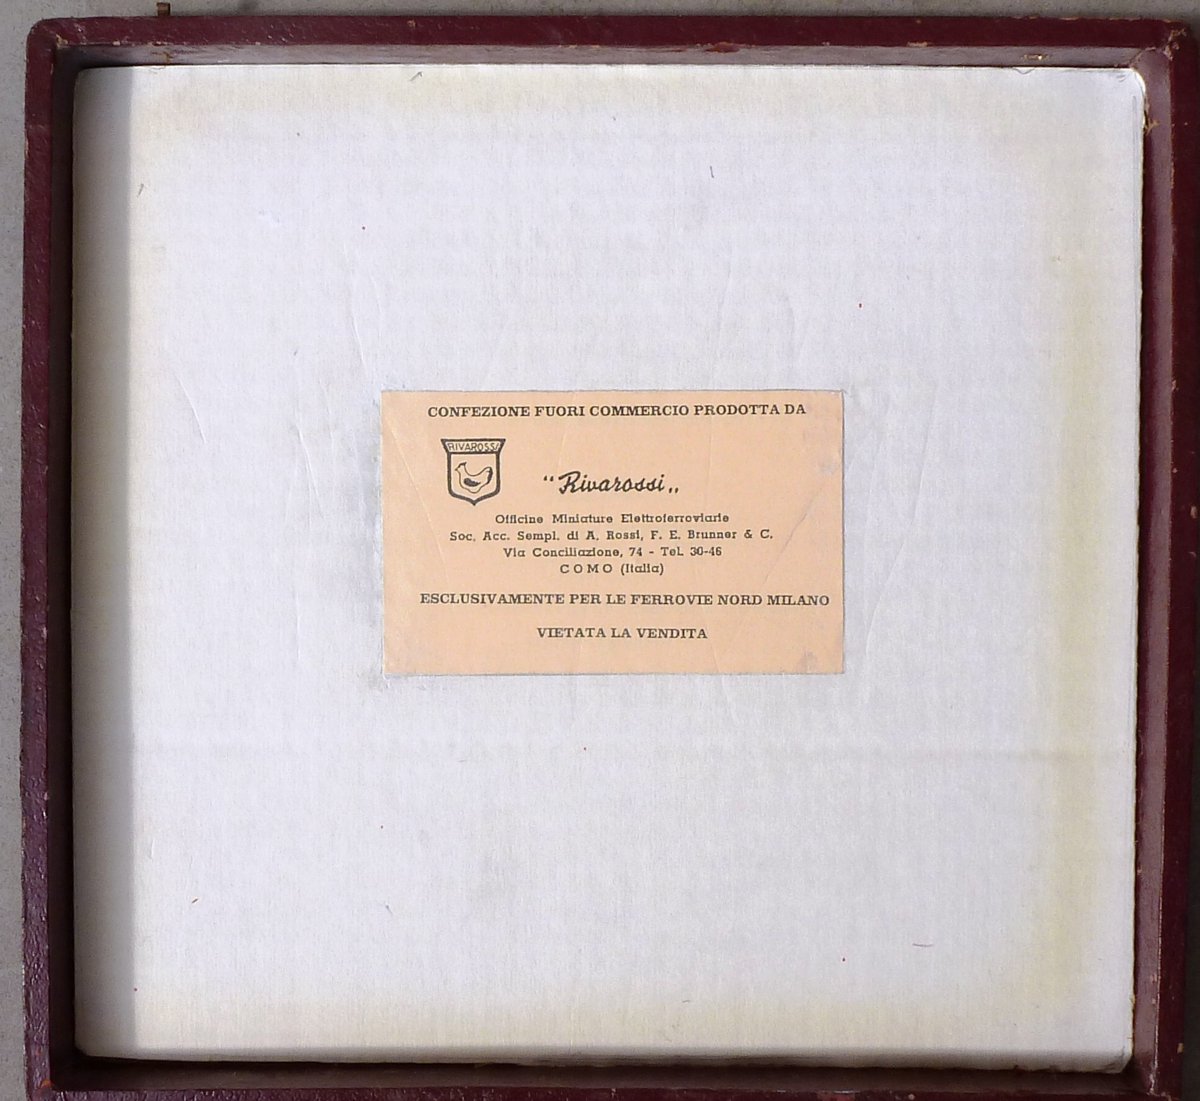 CONFEZIONE FUORI COMMERCIO PRODOTTA DA
RIVAROSSI
"Rivarossi„
Officine Miniature Elettroferroviarie
Soc. Acc. Sempl. di A. Rossi, F. E. Brunner & C.
Via Conciliazione, 74 - Tel. 30-46
COMO (Italia)
ESCLUSIVAMENTE PER LE FERROVIE NORD MILANO
VIETATA LA VENDITA